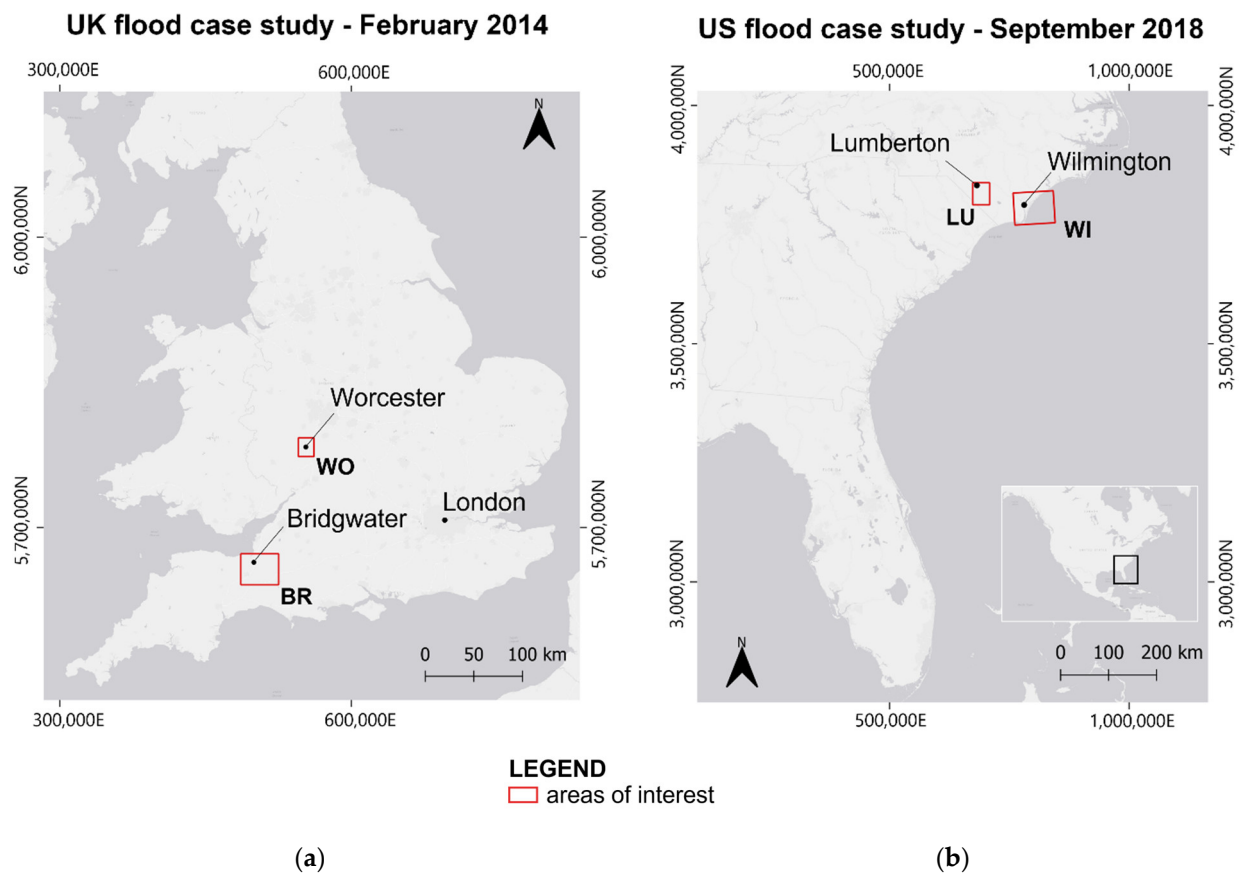 UK flood case study - February 2014
300,000E
600,000E
N
6,000,000N
6,000,000N
Worcester
WO
London
Bridgwater
5,700,000N
5,700,000N
BR
0 50 100 km
300,000E
600,000E
US flood case study - September 2018
500,000E
1,000,000E
4,000,000N
4,000,000N
Lumberton
Wilmington
LU
WI
3,500,000N
3,500,000N
3,000,000N
3,000,000N
N
0 100 200 km
500,000E
1,000,000E
LEGEND
areas of interest
(a)
(b)